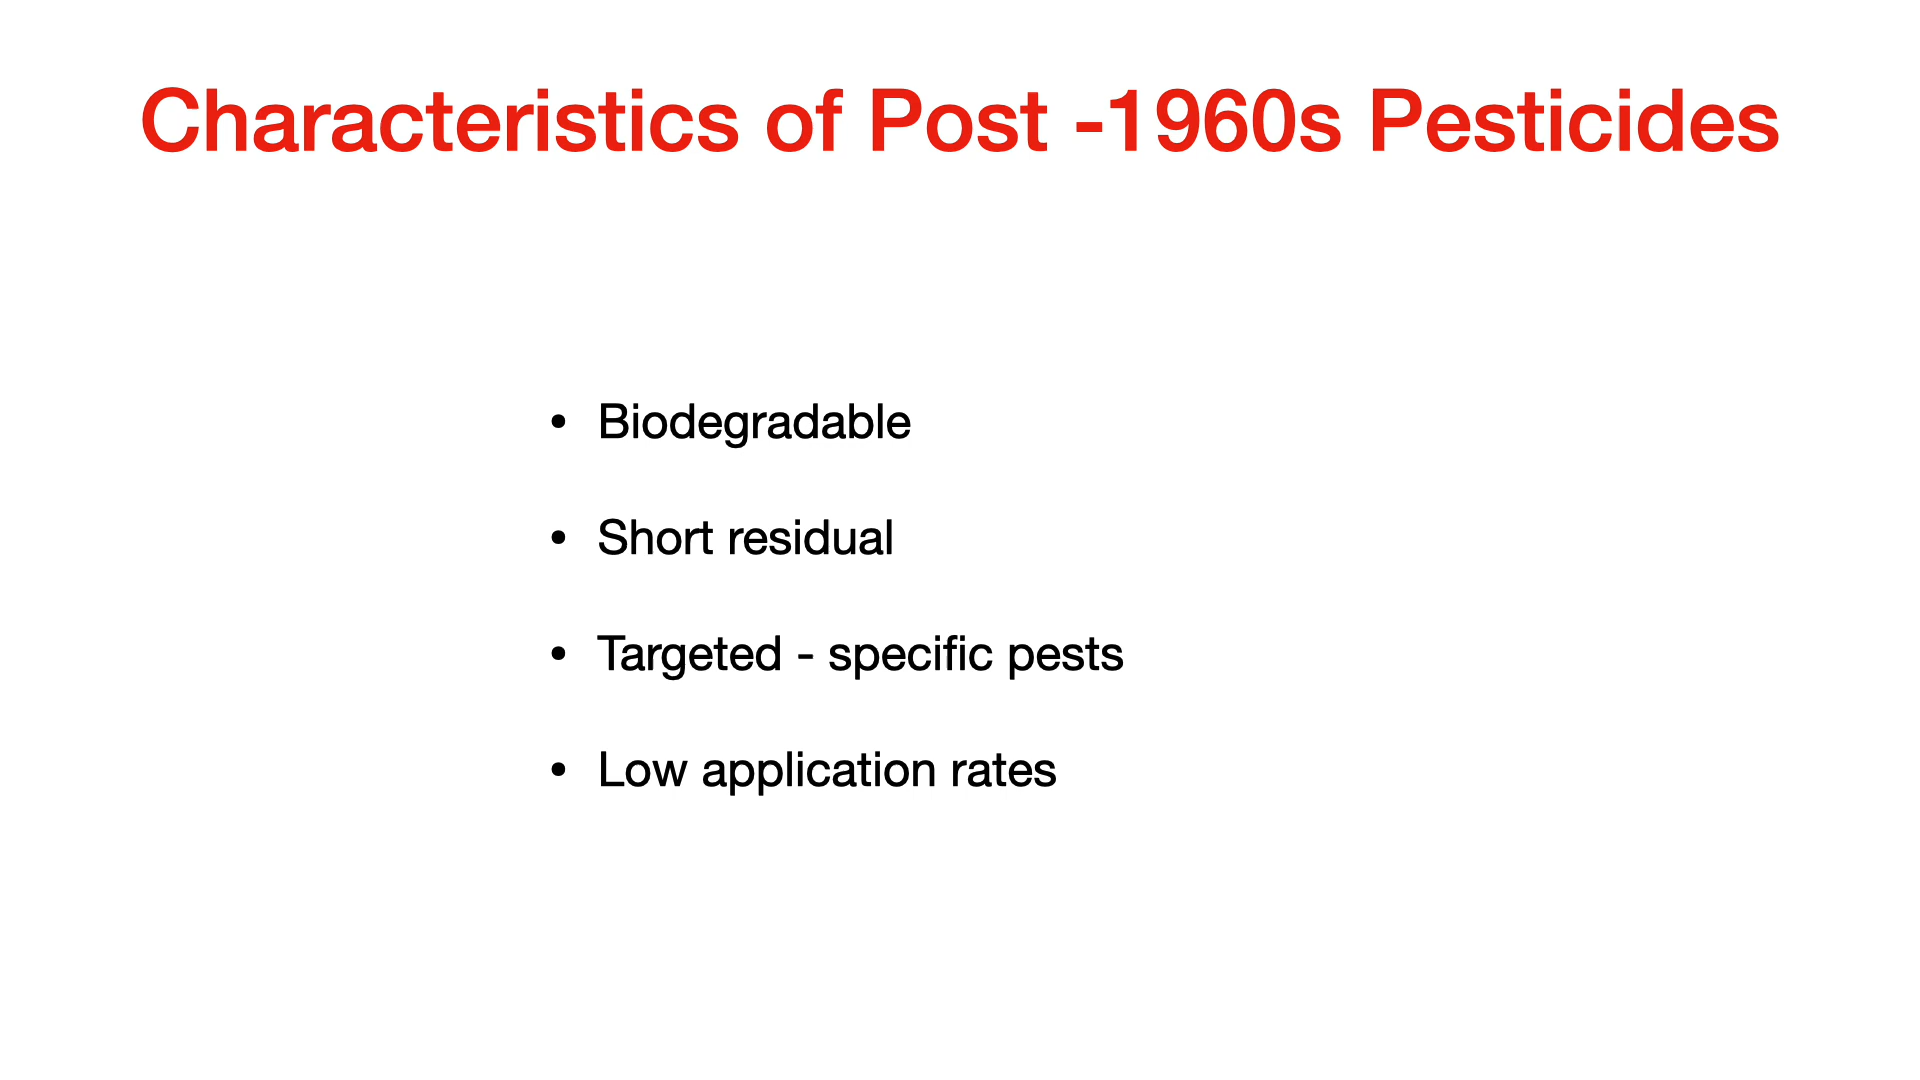 Characteristics of Post -1960s Pesticides
• Biodegradable
• Short residual
• Targeted - specific pests
• Low application rates